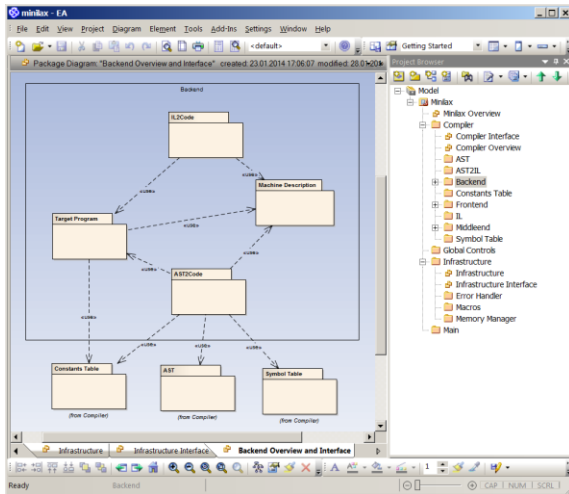 minilax - EA
File Edit View Project Diagram Element Tools Add-Ins Settings Window Help
<default> Getting Started
Package Diagram: "Backend Overview and Interface" created: 23.01.2014 17:06:07 modified: 28.01.201
Project Browser
Backend
IL2Code
«use»
«use»
Machine Description
Target Program
«use»
«use»
«use»
AST2Code
«use»
«use»
«use»
«use»
Constants Table
AST
Symbol Table
(from Compiler)
(from Compiler)
(from Compiler)
Model
Minilax
Minilax Overview
Compiler
Compiler Interface
Compiler Overview
AST
AST2IL
Backend
Constants Table
Frontend
IL
Middleend
Symbol Table
Global Controls
Infrastructure
Infrastructure
Infrastructure Interface
Error Handler
Macros
Memory Manager
Main
Infrastructure Infrastructure Interface Backend Overview and Interface
A A 1
Ready Backend CAP NUM SCRL